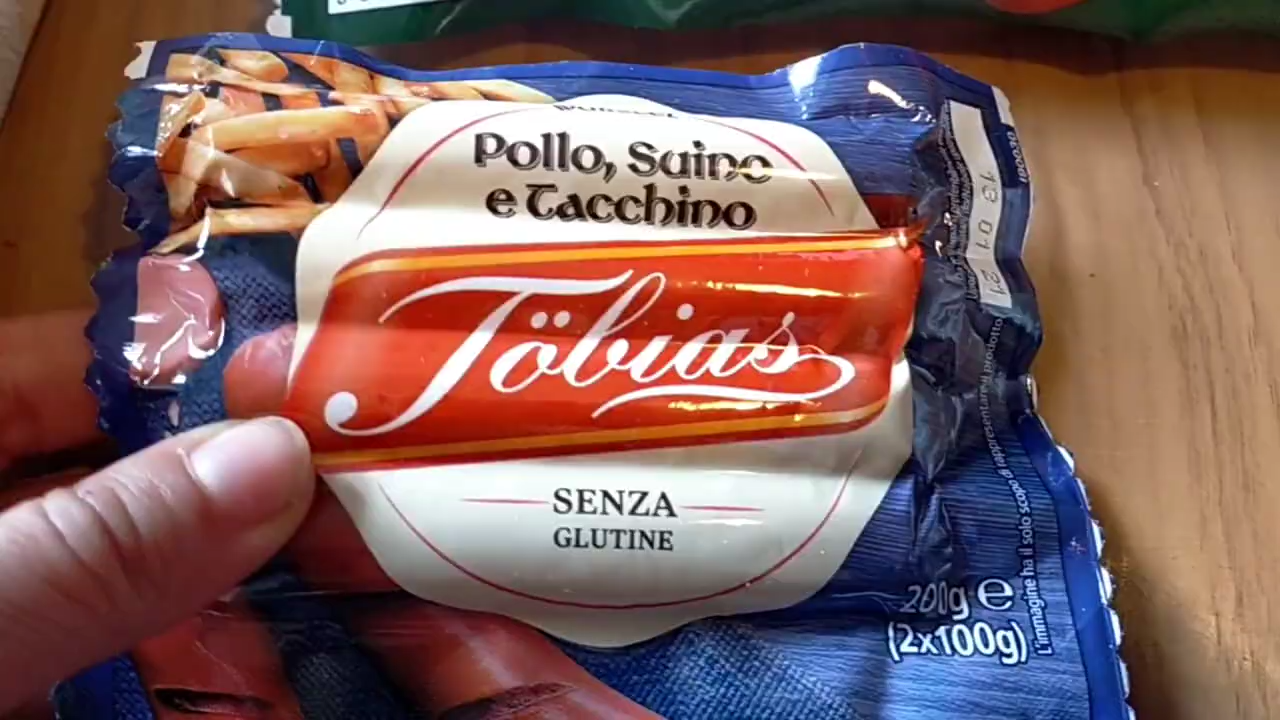 Pollo, Suino
e Tacchino
Töbias
SENZA
GLUTINE
200g e
(2x100g)
L'immagine ha il solo scopo di rappresentare il prodotto
18 01 21